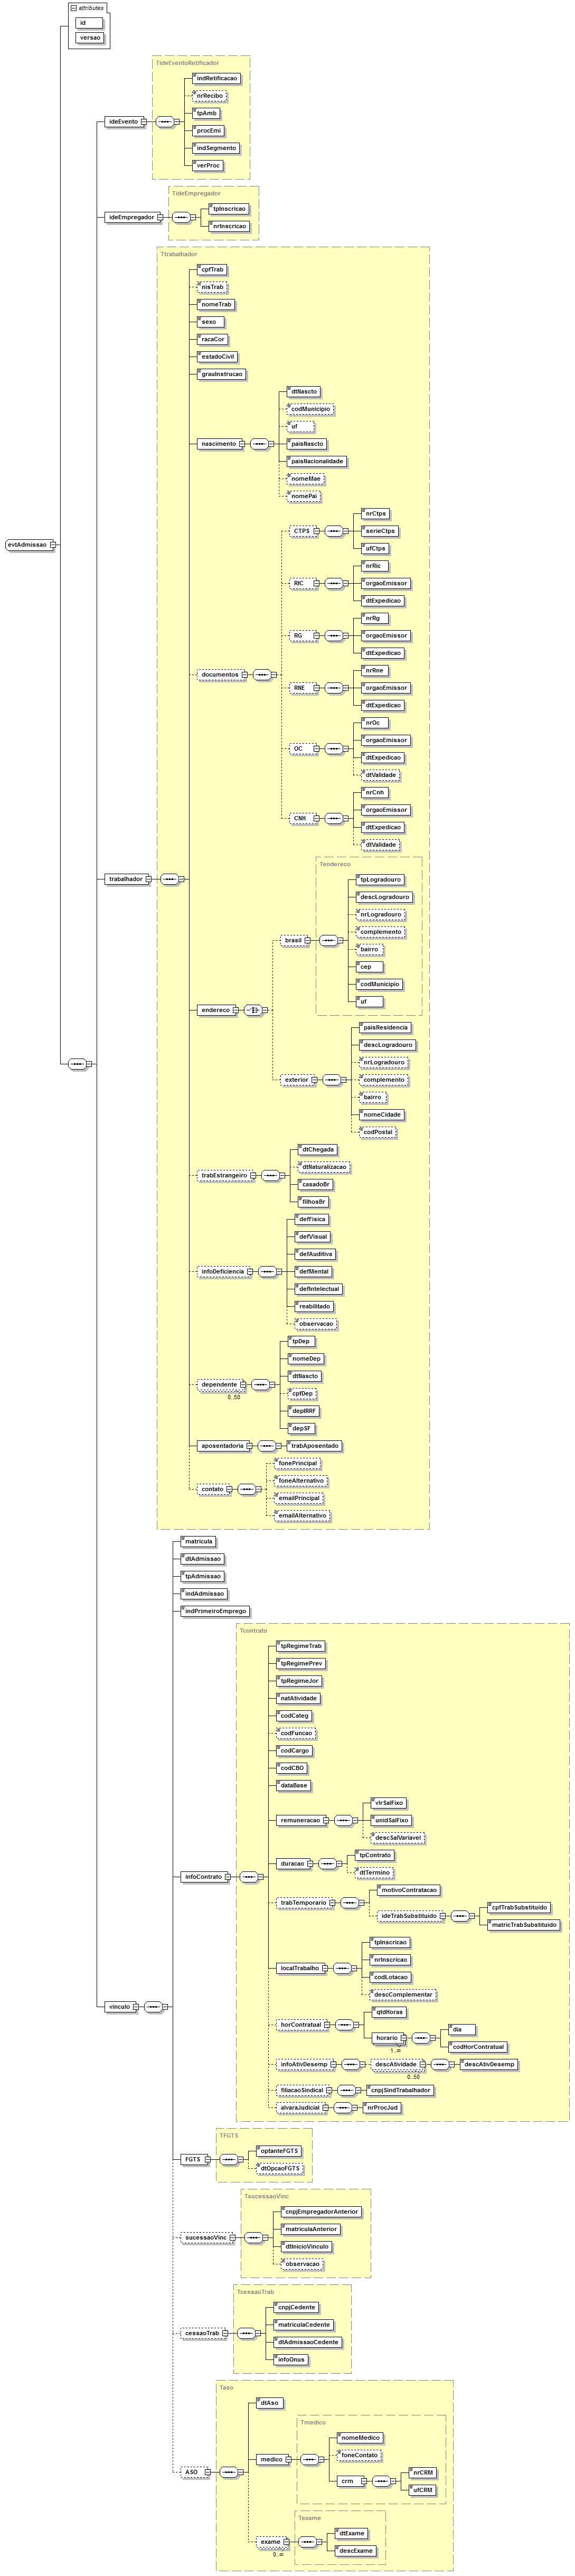 attributes
id
versao
TideEventoRetificador
indRetificacao
nrRecibo
ideEvento
tpAmb
procEmi
indSegmento
verProc
TideEmpregador
tpInscricao
ideEmpregador
nrInscricao
Ttrabalhador
cpfTrab
nisTrab
nomeTrab
sexo
racaCor
estadoCivil
grauInstrucao
dtNascto
codMunicipio
uf
nascimento
paisNascto
paisNacionalidade
nomeMae
nomePai
evtAdmissao
nrCtps
CTPS
serieCtps
ufCtps
nrRic
RIC
orgaoEmissor
dtExpedicao
nrRg
RG
orgaoEmissor
dtExpedicao
documentos
nrRne
RNE
orgaoEmissor
dtExpedicao
nrOc
orgaoEmissor
OC
dtExpedicao
dtValidade
nrCnh
orgaoEmissor
CNH
dtExpedicao
dtValidade
trabalhador
Tendereco
tpLogradouro
descLogradouro
nrLogradouro
complemento
brasil
bairro
cep
codMunicipio
uf
endereco
paisResidencia
descLogradouro
nrLogradouro
exterior
complemento
bairro
nomeCidade
codPostal
dtChegada
dtNaturalizacao
trabEstrangeiro
casadoBr
filhosBr
defFisica
defVisual
defAuditiva
infoDeficiencia
defMental
defIntelectual
reabilitado
observacao
tpDep
nomeDep
dtNascto
dependente
0..50
cpfDep
depIRRF
depSF
aposentadoria
trabAposentado
fonePrincipal
foneAlternativo
contato
emailPrincipal
emailAlternativo
matricula
dtAdmissao
tpAdmissao
indAdmissao
indPrimeiroEmprego
Tcontrato
tpRegimeTrab
tpRegimePrev
tpRegimeJor
natAtividade
codCateg
codFuncao
codCargo
codCBO
dataBase
vlrSalFixo
remuneracao
unidSalFixo
descSalVariavel
infoContrato
duracao
tpContrato
dtTermino
motivoContratacao
trabTemporario
ideTrabSubstituido
cpfTrabSubstituido
matricTrabSubstituido
tpInscricao
nrInscricao
localTrabalho
codLotacao
descComplementar
vinculo
qtdHoras
horContratual
horario
1..∞
dia
codHorContratual
infoAtivDesemp
descAtividade
0..50
descAtivDesemp
filiacaoSindical
cnpjSindTrabalhador
alvaraJudicial
nrProcJud
TFGTS
FGTS
optanteFGTS
dtOpcaoFGTS
TsucessaoVinc
cnpjEmpregadorAnterior
matriculaAnterior
sucessaoVinc
dtInicioVinculo
observacao
TcessaoTrab
cnpjCedente
matriculaCedente
cessaoTrab
dtAdmissaoCedente
infoOnus
Taso
dtAso
Tmedico
nomeMedico
foneContato
medico
crm
nrCRM
ufCRM
ASO
Texame
dtExame
exame
0..∞
descExame